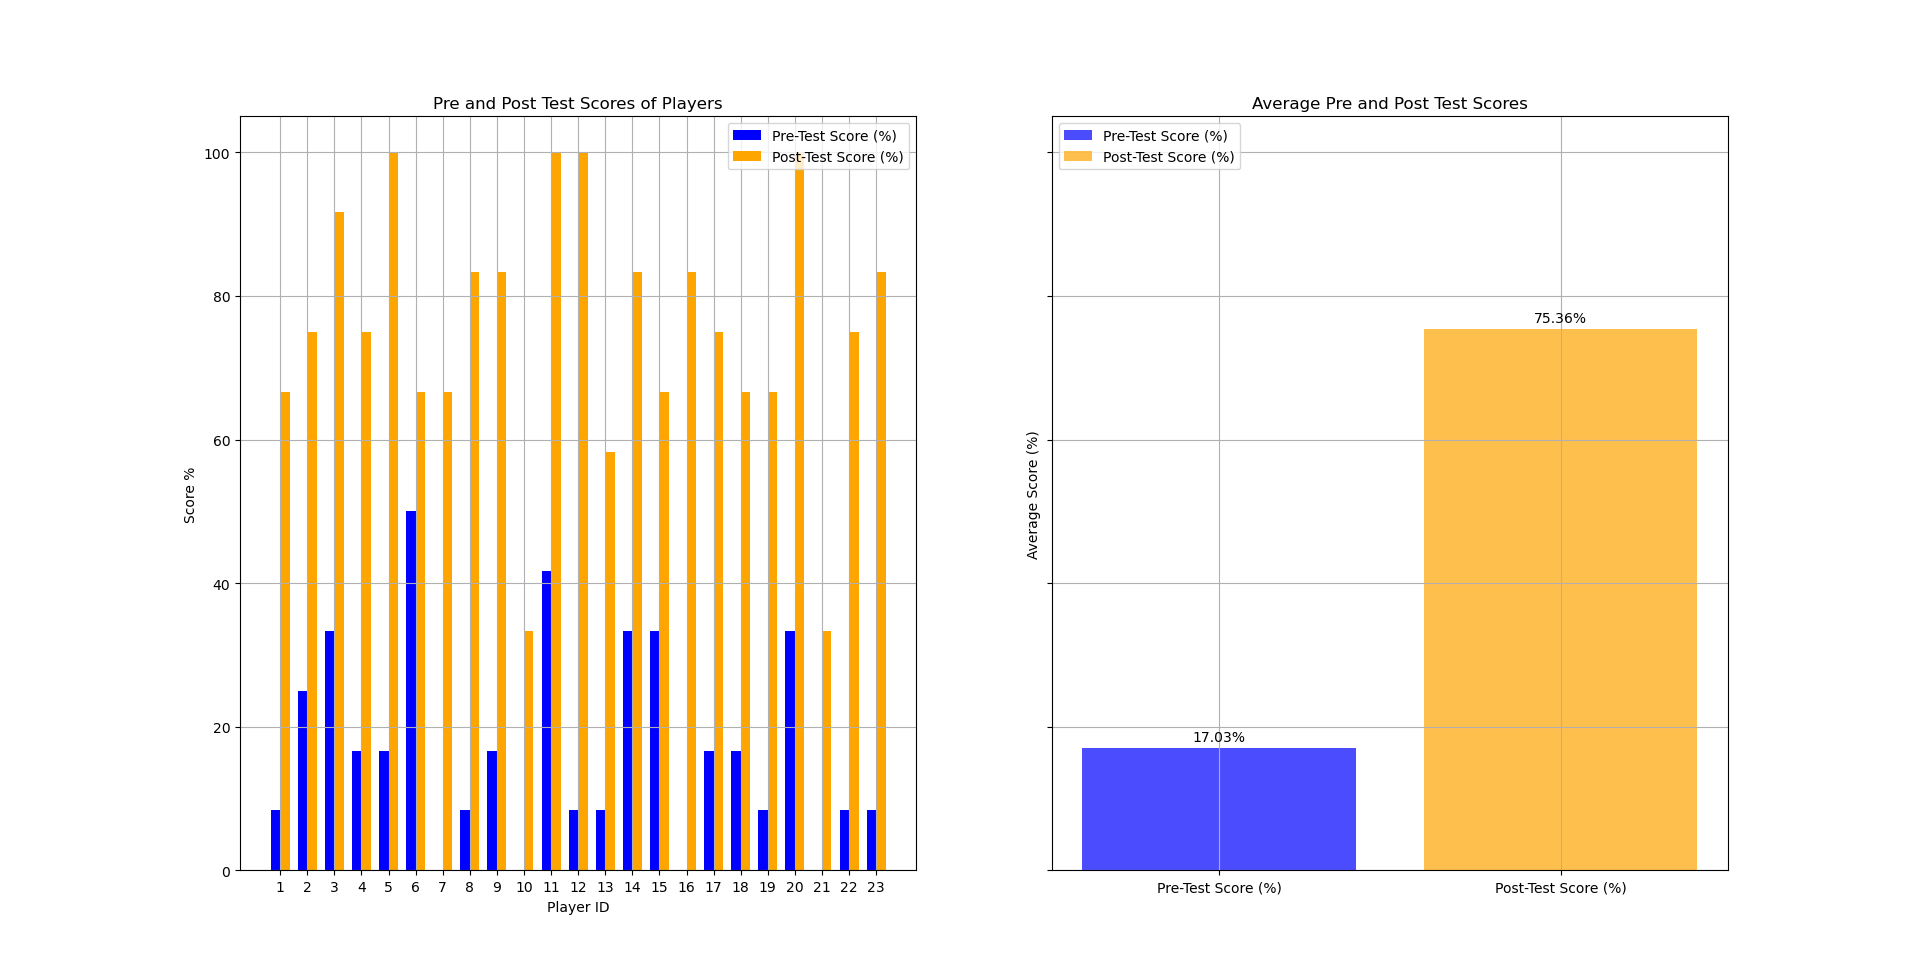 Pre and Post Test Scores of Players
Pre-Test Score (%)
Post-Test Score (%)
100
80
60
40
20
0
Score %
1 2 3 4 5 6 7 8 9 10 11 12 13 14 15 16 17 18 19 20 21 22 23
Player ID
Average Pre and Post Test Scores
Pre-Test Score (%)
Post-Test Score (%)
75.36%
17.03%
Average Score (%)
Pre-Test Score (%) Post-Test Score (%)